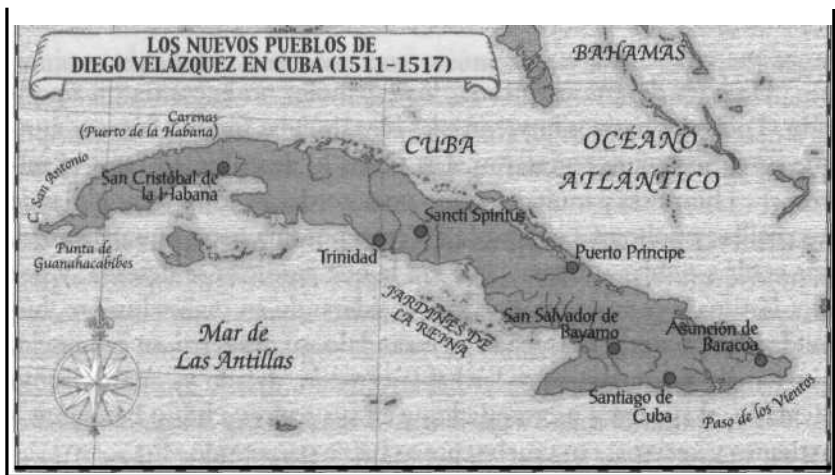 LOS NUEVOS PUEBLOS DE
DIEGO VELÁZQUEZ EN CUBA (1511-1517)
BAHAMAS
Carenas
(Puerto de la Habana)
CUBA
OCÉANO
ATLÁNTICO
C. San Antonio
San Cristóbal de
la Habana
Sancti Spiritus
Punta de
Guanahacabibes
Trinidad
Puerto Príncipe
JARDINES DE
LA REINA
San Salvador de
Bayamo
Asunción de
Baracoa
Mar de
Las Antillas
Santiago de
Cuba
Paso de los Vientos